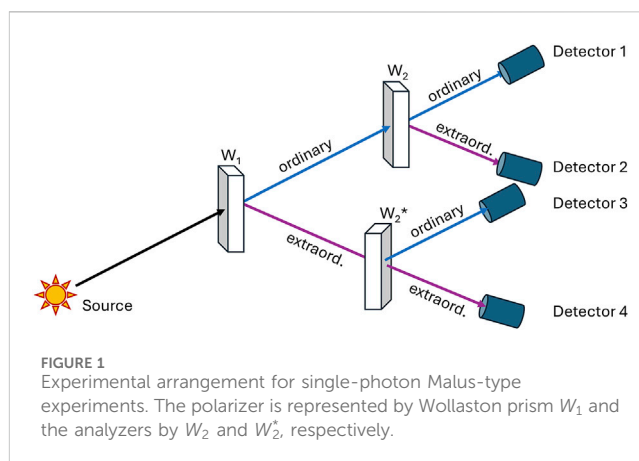 Detector 1
W₂
ordinary
extraord.
W₁
ordinary
Detector 2
Detector 3
W₂*
ordinary
extraord.
extraord.
Source
Detector 4
FIGURE 1
Experimental arrangement for single-photon Malus-type
experiments. The polarizer is represented by Wollaston prism W₁ and
the analyzers by W₂ and W₂*, respectively.